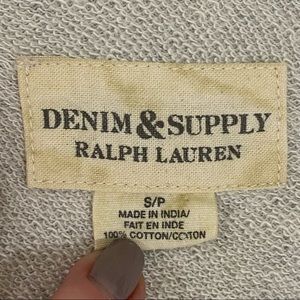 DENIM & SUPPLY
RALPH LAUREN
S/P
MADE IN INDIA/
FAIT EN INDE
100% COTTON/COTON